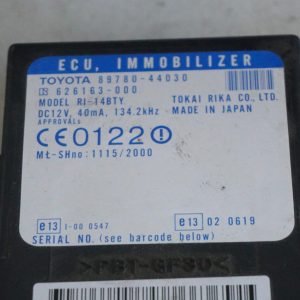 ECU, IMMOBILIZER
TOYOTA 89780-44030
626163-000
MODEL RI-14BTY TOKAI RIKA CO., LTD.
DC12V, 40mA, 134.2kHz MADE IN JAPAN
APPROVALS
CE0122!
Mt-SHno: 1115/2000
e13 I-00 0547 e13 02 0619
SERIAL NO. (see barcode below)
>PBT-GF30<